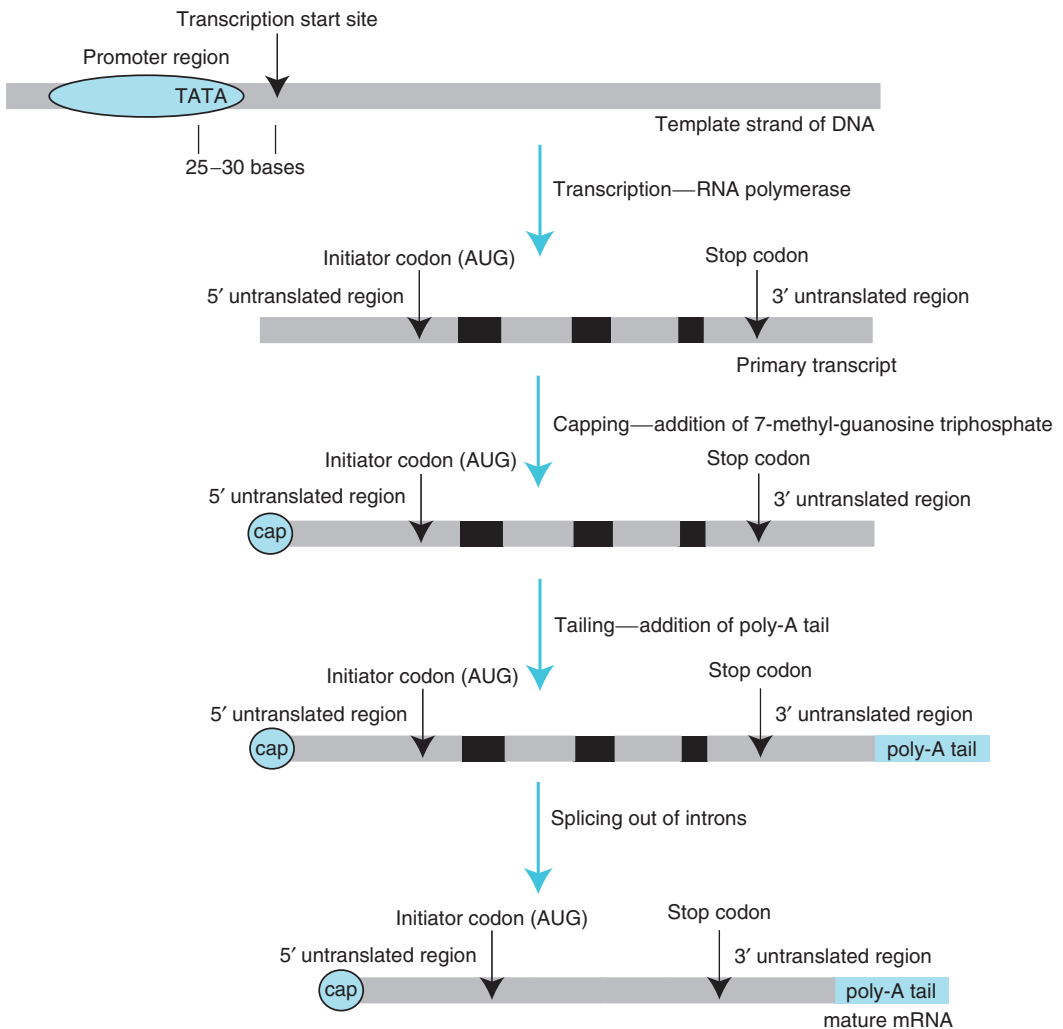 Transcription start site
Promoter region
TATA
Template strand of DNA
25–30 bases
Transcription—RNA polymerase
Initiator codon (AUG)
Stop codon
5′ untranslated region
3′ untranslated region
Primary transcript
Capping—addition of 7-methyl-guanosine triphosphate
Initiator codon (AUG)
Stop codon
5′ untranslated region
3′ untranslated region
cap
Tailing—addition of poly-A tail
Initiator codon (AUG)
Stop codon
5′ untranslated region
3′ untranslated region
cap
poly-A tail
Splicing out of introns
Initiator codon (AUG)
Stop codon
5′ untranslated region
3′ untranslated region
cap
poly-A tail
mature mRNA